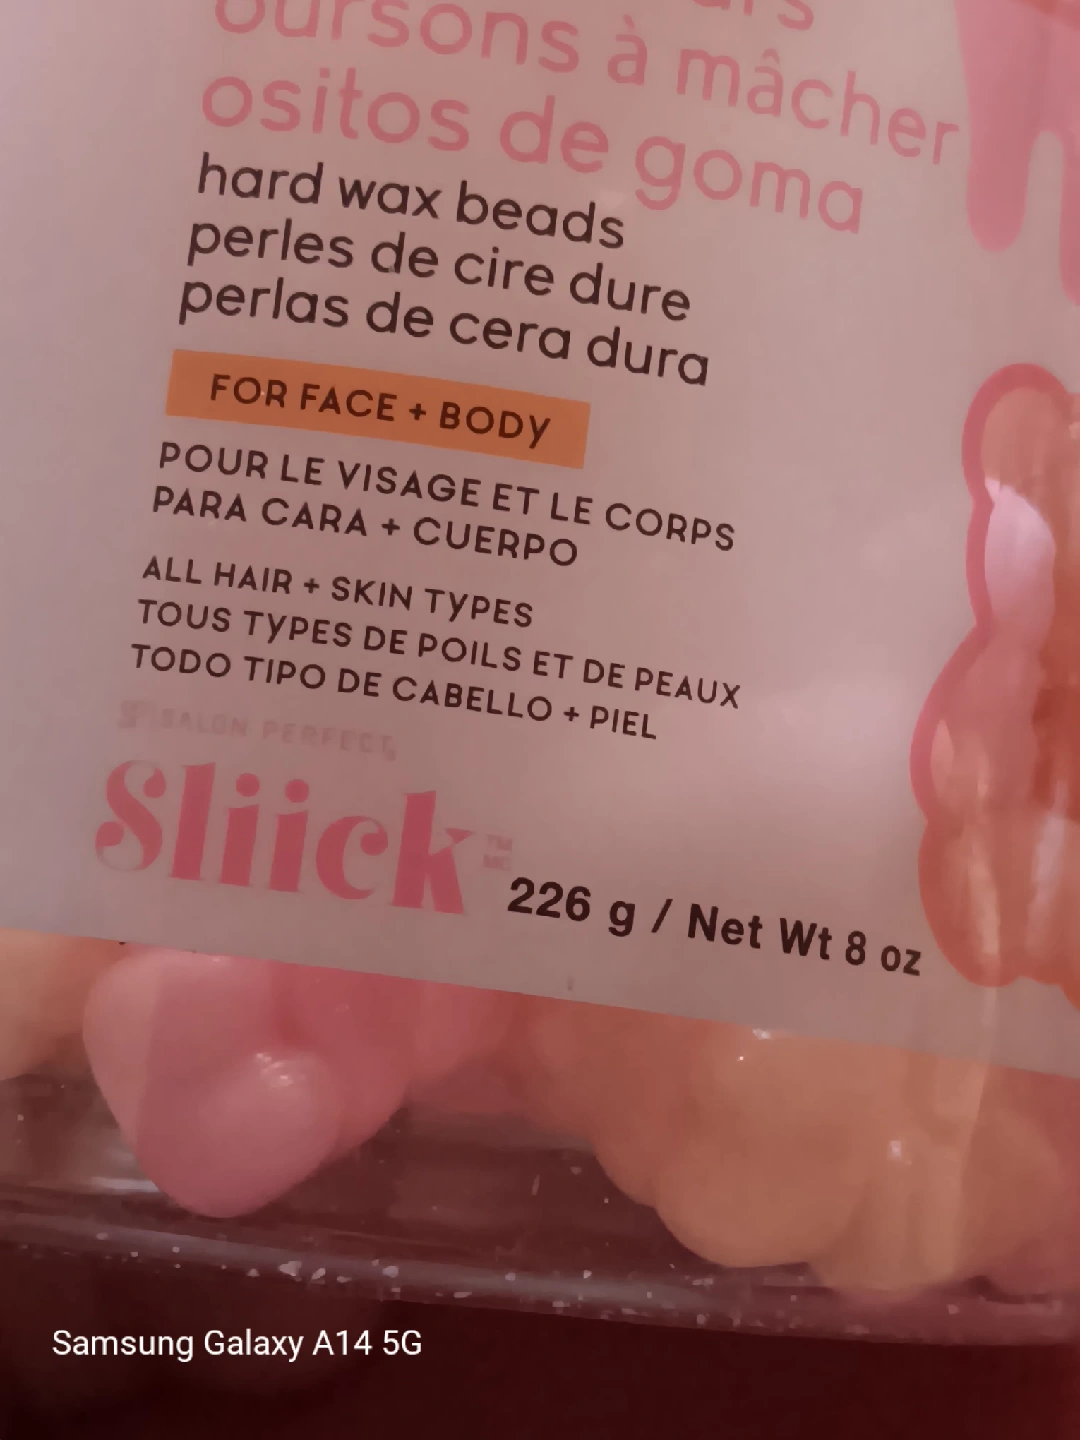 oursons à mâcher
ositos de goma
hard wax beads
perles de cire dure
perlas de cera dura
FOR FACE + BODY
POUR LE VISAGE ET LE CORPS
PARA CARA + CUERPO
ALL HAIR + SKIN TYPES
TOUS TYPES DE POILS ET DE PEAUX
TODO TIPO DE CABELLO + PIEL
SALON PERFECT
Sliick ™
MC
226 g / Net Wt 8 oz
Samsung Galaxy A14 5G